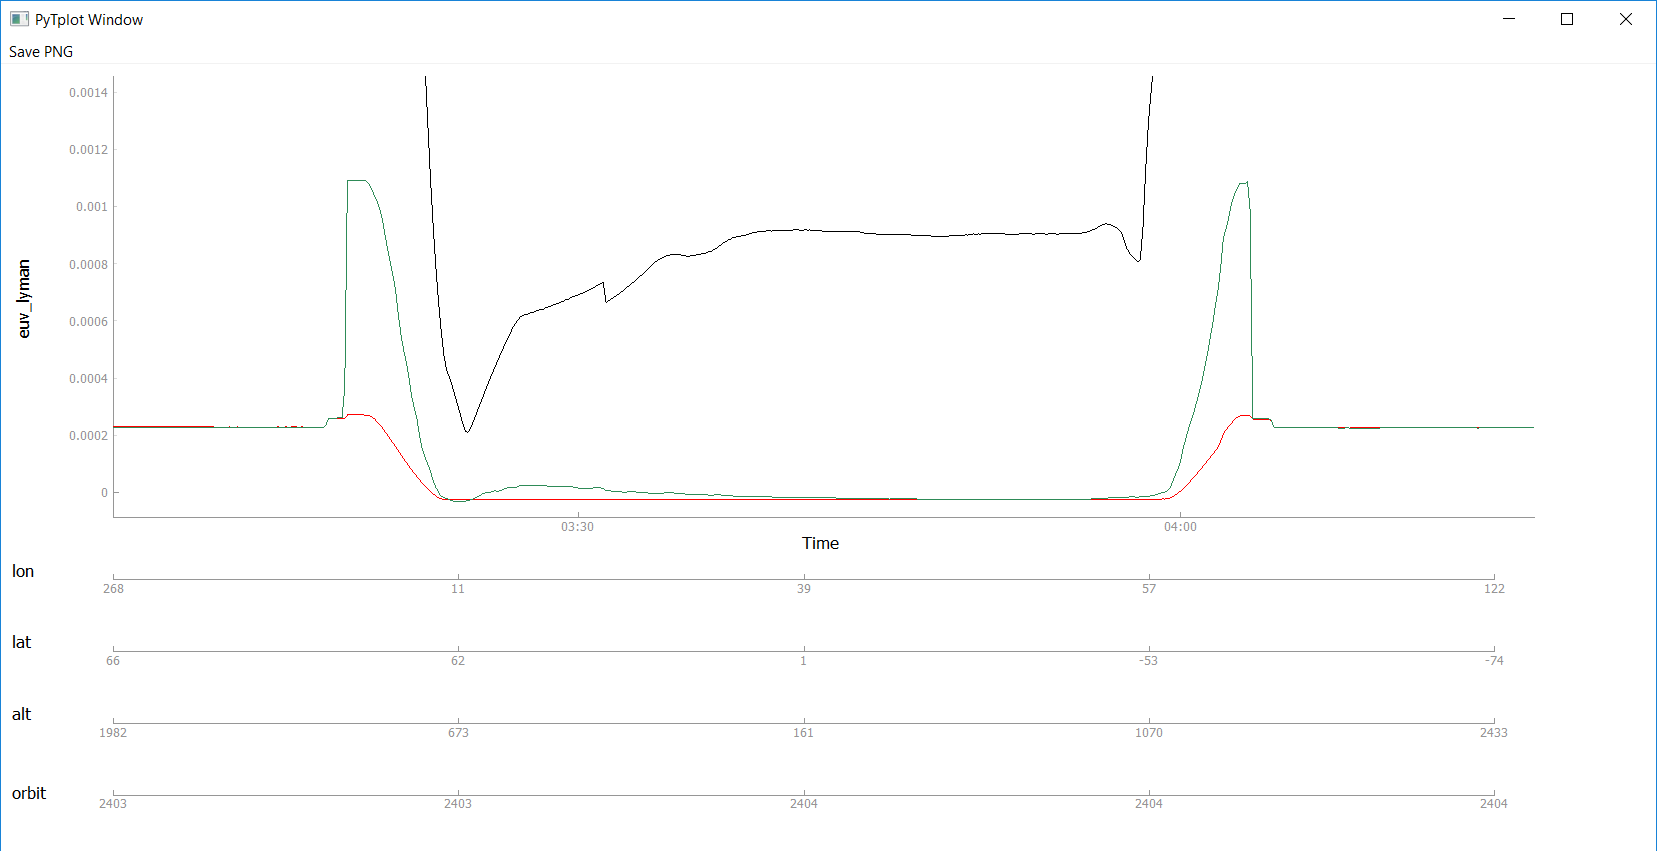 PyTplot Window
Save PNG
0.0014
0.0012
0.001
0.0008
0.0006
0.0004
0.0002
0
euv_lyman
03:30 04:00
Time
lon
268 11 39 57 122
lat
66 62 1 -53 -74
alt
1982 673 161 1070 2433
orbit
2403 2403 2404 2404 2404